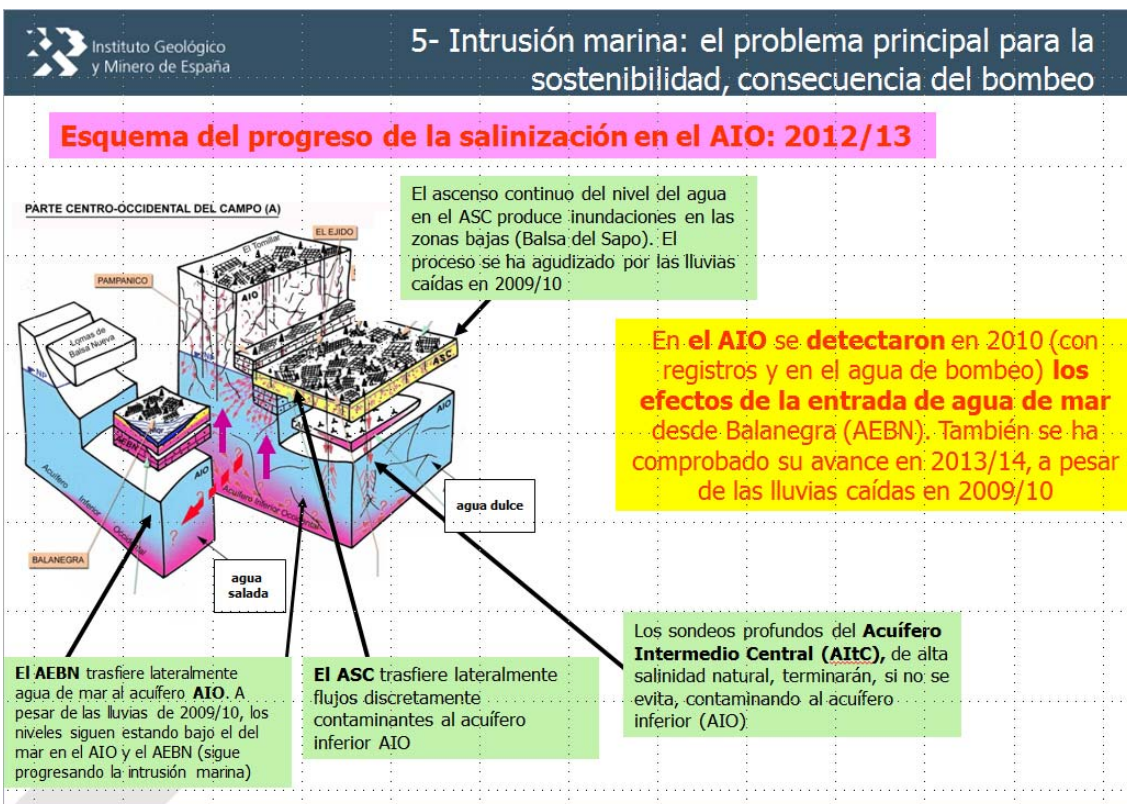 Instituto Geológico
y Minero de España
5- Intrusión marina: el problema principal para la
sostenibilidad, consecuencia del bombeo
Esquema del progreso de la salinización en el AIO: 2012/13
PARTE CENTRO-OCCIDENTAL DEL CAMPO (A)
El ascenso continuo del nivel del agua
en el ASC produce inundaciones en las
zonas bajas (Balsa del Sapo). El
proceso se ha agudizado por las lluvias
caídas en 2009/10
EL EJIDO
El Tomillar
PAMPANICO
AIO
Lomas de
Balsa Nueva
NP
NP
ASC
AEBN
AIO
AIO
Acuífero
Inferior
Occidental
Acuífero Inferior Occidental
?
?
?
BALANEGRA
agua dulce
agua
salada
En el AIO se detectaron en 2010 (con
registros y en el agua de bombeo) los
efectos de la entrada de agua de mar
desde Balanegra (AEBN). También se ha
comprobado su avance en 2013/14, a pesar
de las lluvias caídas en 2009/10
El AEBN trasfiere lateralmente
agua de mar al acuífero AIO. A
pesar de las lluvias de 2009/10, los
niveles siguen estando bajo el del
mar en el AIO y el AEBN (sigue
progresando la intrusión marina)
El ASC trasfiere lateralmente
flujos discretamente
contaminantes al acuífero
inferior AIO
Los sondeos profundos del Acuífero
Intermedio Central (AItC), de alta
salinidad natural, terminarán, si no se
evita, contaminando al acuífero
inferior (AIO)